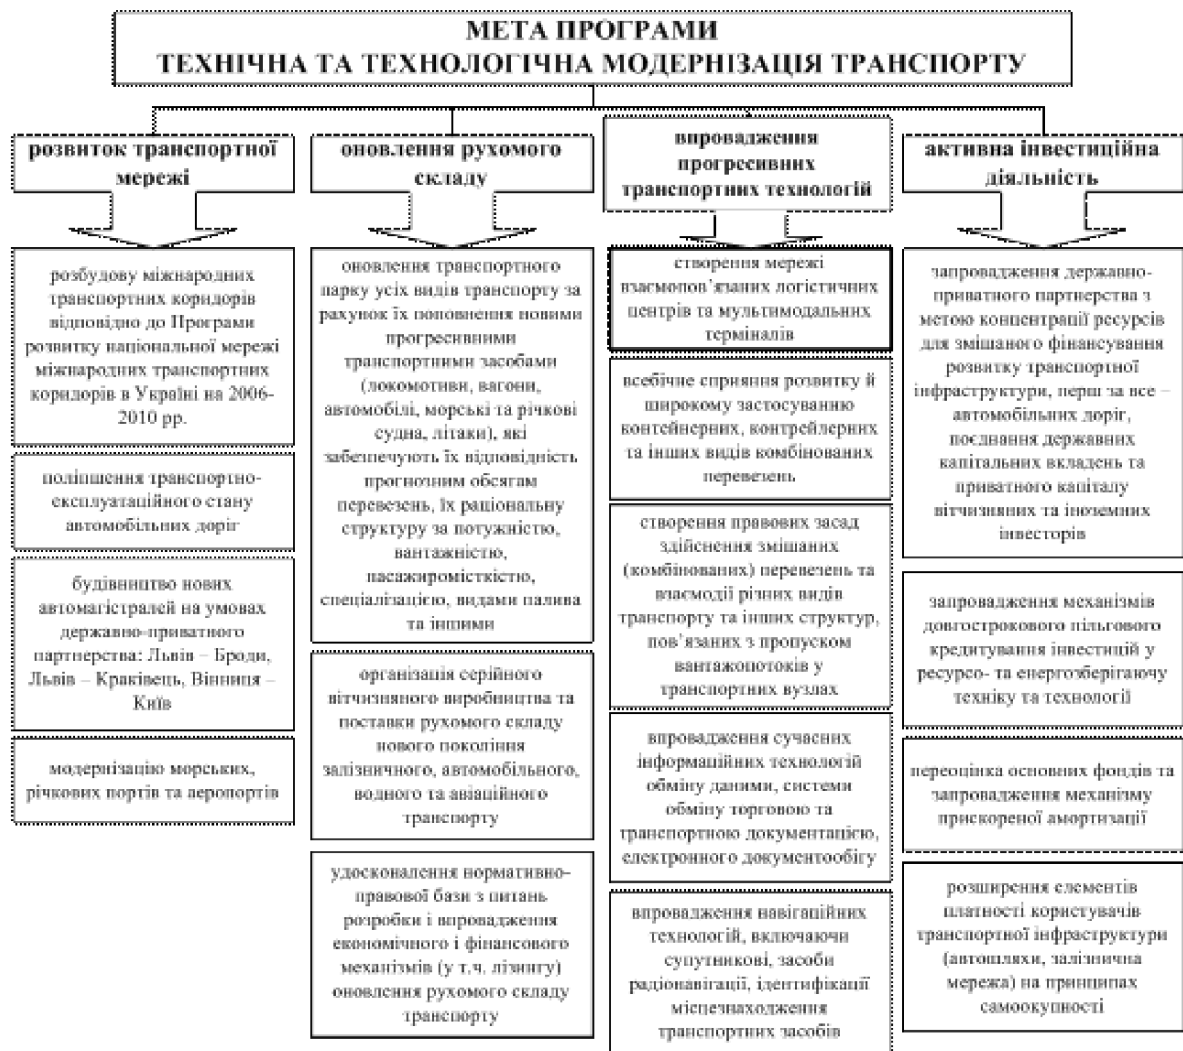 МЕТА ПРОГРАМИ
ТЕХНІЧНА ТА ТЕХНОЛОГІЧНА МОДЕРНІЗАЦІЯ ТРАНСПОРТУ
розвиток транспортної
мережі
розбудову міжнародних
транспортних коридорів
відповідно до Програми
розвитку національної мережі
міжнародних транспортних
коридорів в Україні на 2006-
2010 рр.
поліпшення транспортно-
експлуатаційного стану
автомобільних доріг
будівництво нових
автомагістралей на умовах
державно-приватного
партнерства: Львів – Броди,
Львів – Краківець, Вінниця –
Київ
модернізацію морських,
річкових портів та аеропортів
оновлення рухомого
складу
оновлення транспортного
парку усіх видів транспорту за
рахунок їх поповнення новими
прогресивними
транспортними засобами
(локомотиви, вагони,
автомобілі, морські та річкові
судна, літаки), які
забезпечують їх відповідність
прогнозним обсягам
перевезень, їх раціональну
структуру за потужністю,
вантажністю,
пасажиромісткістю,
спеціалізацією, видами палива
та іншими
організація серійного
вітчизняного виробництва та
поставки рухомого складу
нового покоління
залізничного, автомобільного,
водного та авіаційного
транспорту
удосконалення нормативно-
правової бази з питань
розробки і впровадження
економічного і фінансового
механізмів (у т.ч. лізингу)
оновлення рухомого складу
транспорту
впровадження
прогресивних
транспортних технологій
створення мережі
взаємопов’язаних логістичних
центрів та мультимодальних
терміналів
всебічне сприяння розвитку й
широкому застосуванню
контейнерних, контрейлерних
та інших видів комбінованих
перевезень
створення правових засад
здійснення змішаних
(комбінованих) перевезень та
взаємодії різних видів
транспорту та інших структур,
пов’язаних з пропуском
вантажопотоків у
транспортних вузлах
впровадження сучасних
інформаційних технологій
обміну даними, системи
обміну торговою та
транспортною документацією,
електронного документообігу
впровадження навігаційних
технологій, включаючи
супутникові, засоби
радіонавігації, ідентифікації
місцезнаходження
транспортних засобів
активна інвестиційна
діяльність
запровадження державно-
приватного партнерства з
метою концентрації ресурсів
для змішаного фінансування
розвитку транспортної
інфраструктури, перш за все –
автомобільних доріг,
поєднання державних
капітальних вкладень та
приватного капіталу
вітчизняних та іноземних
інвесторів
запровадження механізмів
довгострокового пільгового
кредитування інвестицій у
ресурсо- та енергозберігаючу
техніку та технології
переоцінка основних фондів та
запровадження механізму
прискореної амортизації
розширення елементів
платності користувачів
транспортної інфраструктури
(автошляхи, залізнична
мережа) на принципах
самоокупності